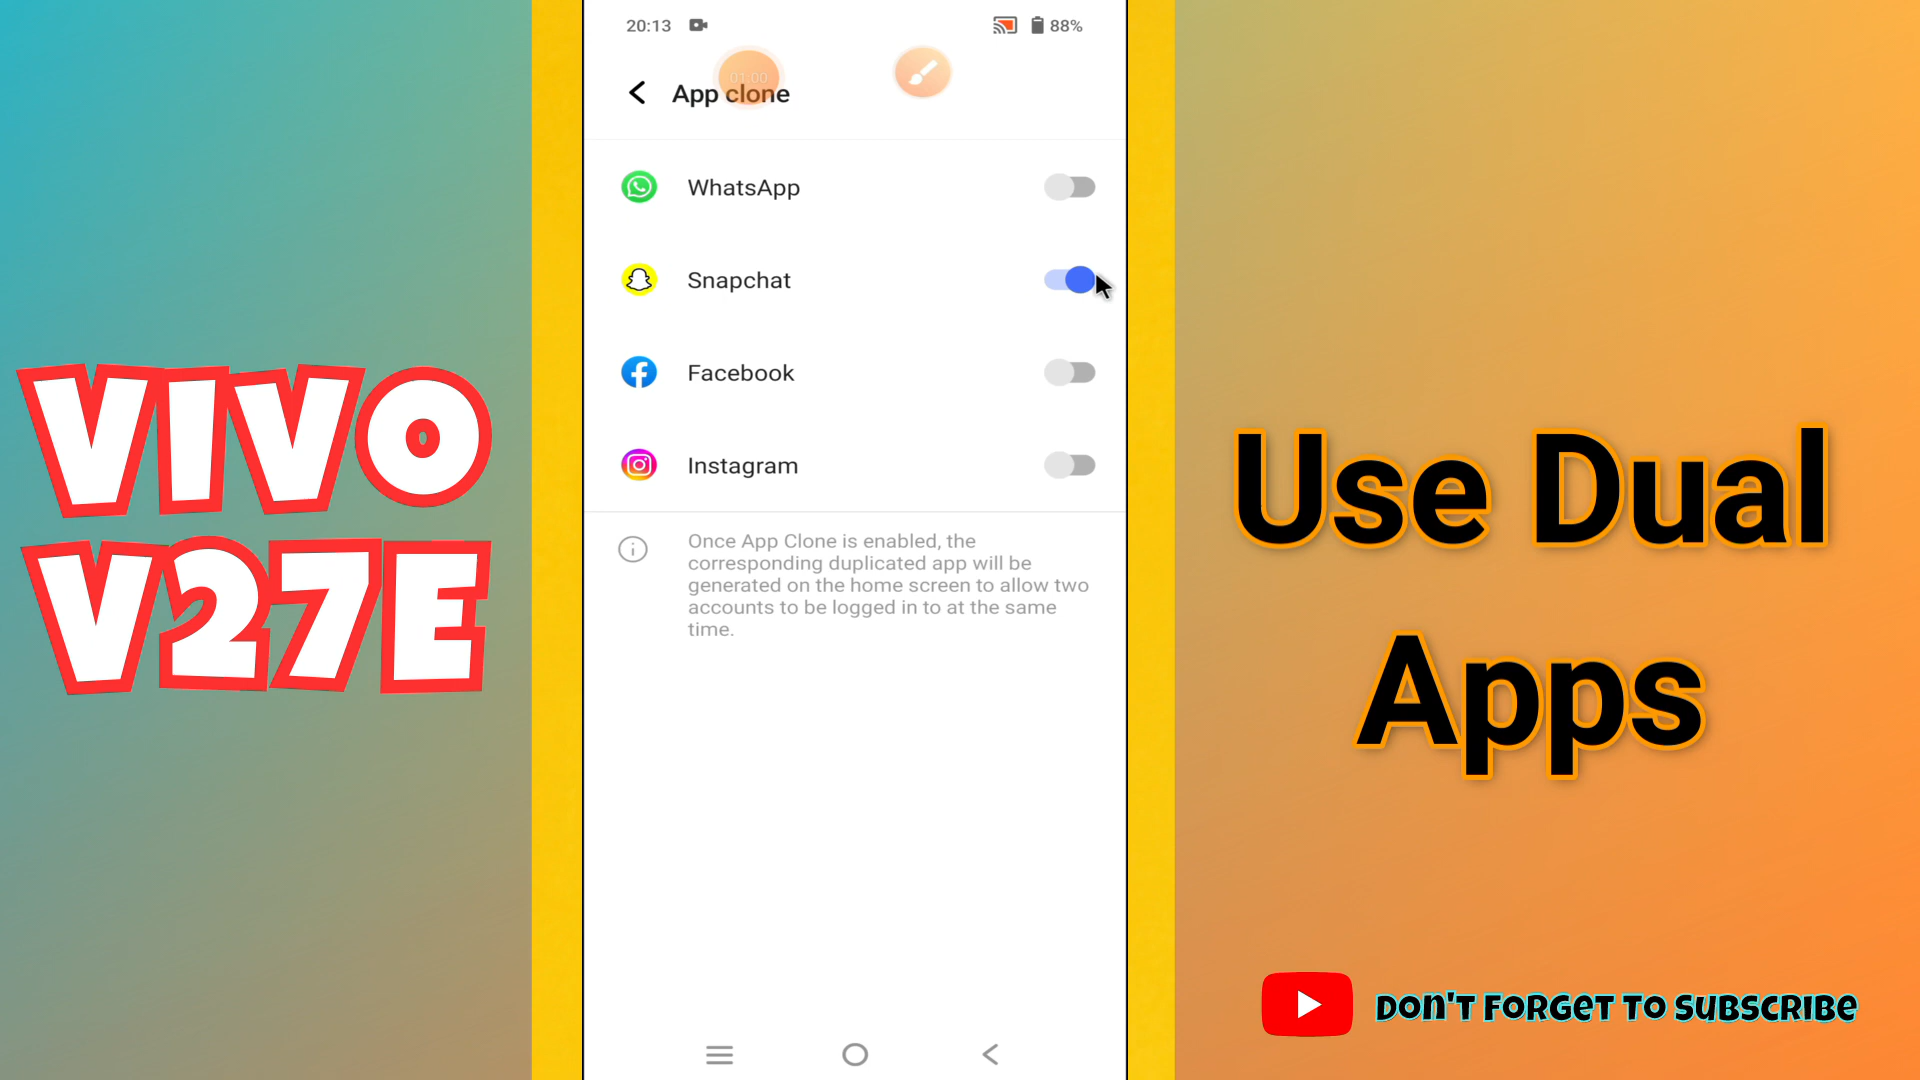 20:13
88%
01:00
App clone
WhatsApp
Snapchat
Facebook
Instagram
Once App Clone is enabled, the
corresponding duplicated app will be
generated on the home screen to allow two
accounts to be logged in to at the same
time.
VIVO
V27E
Use Dual
Apps
DON'T FORGET TO SUBSCRIBE